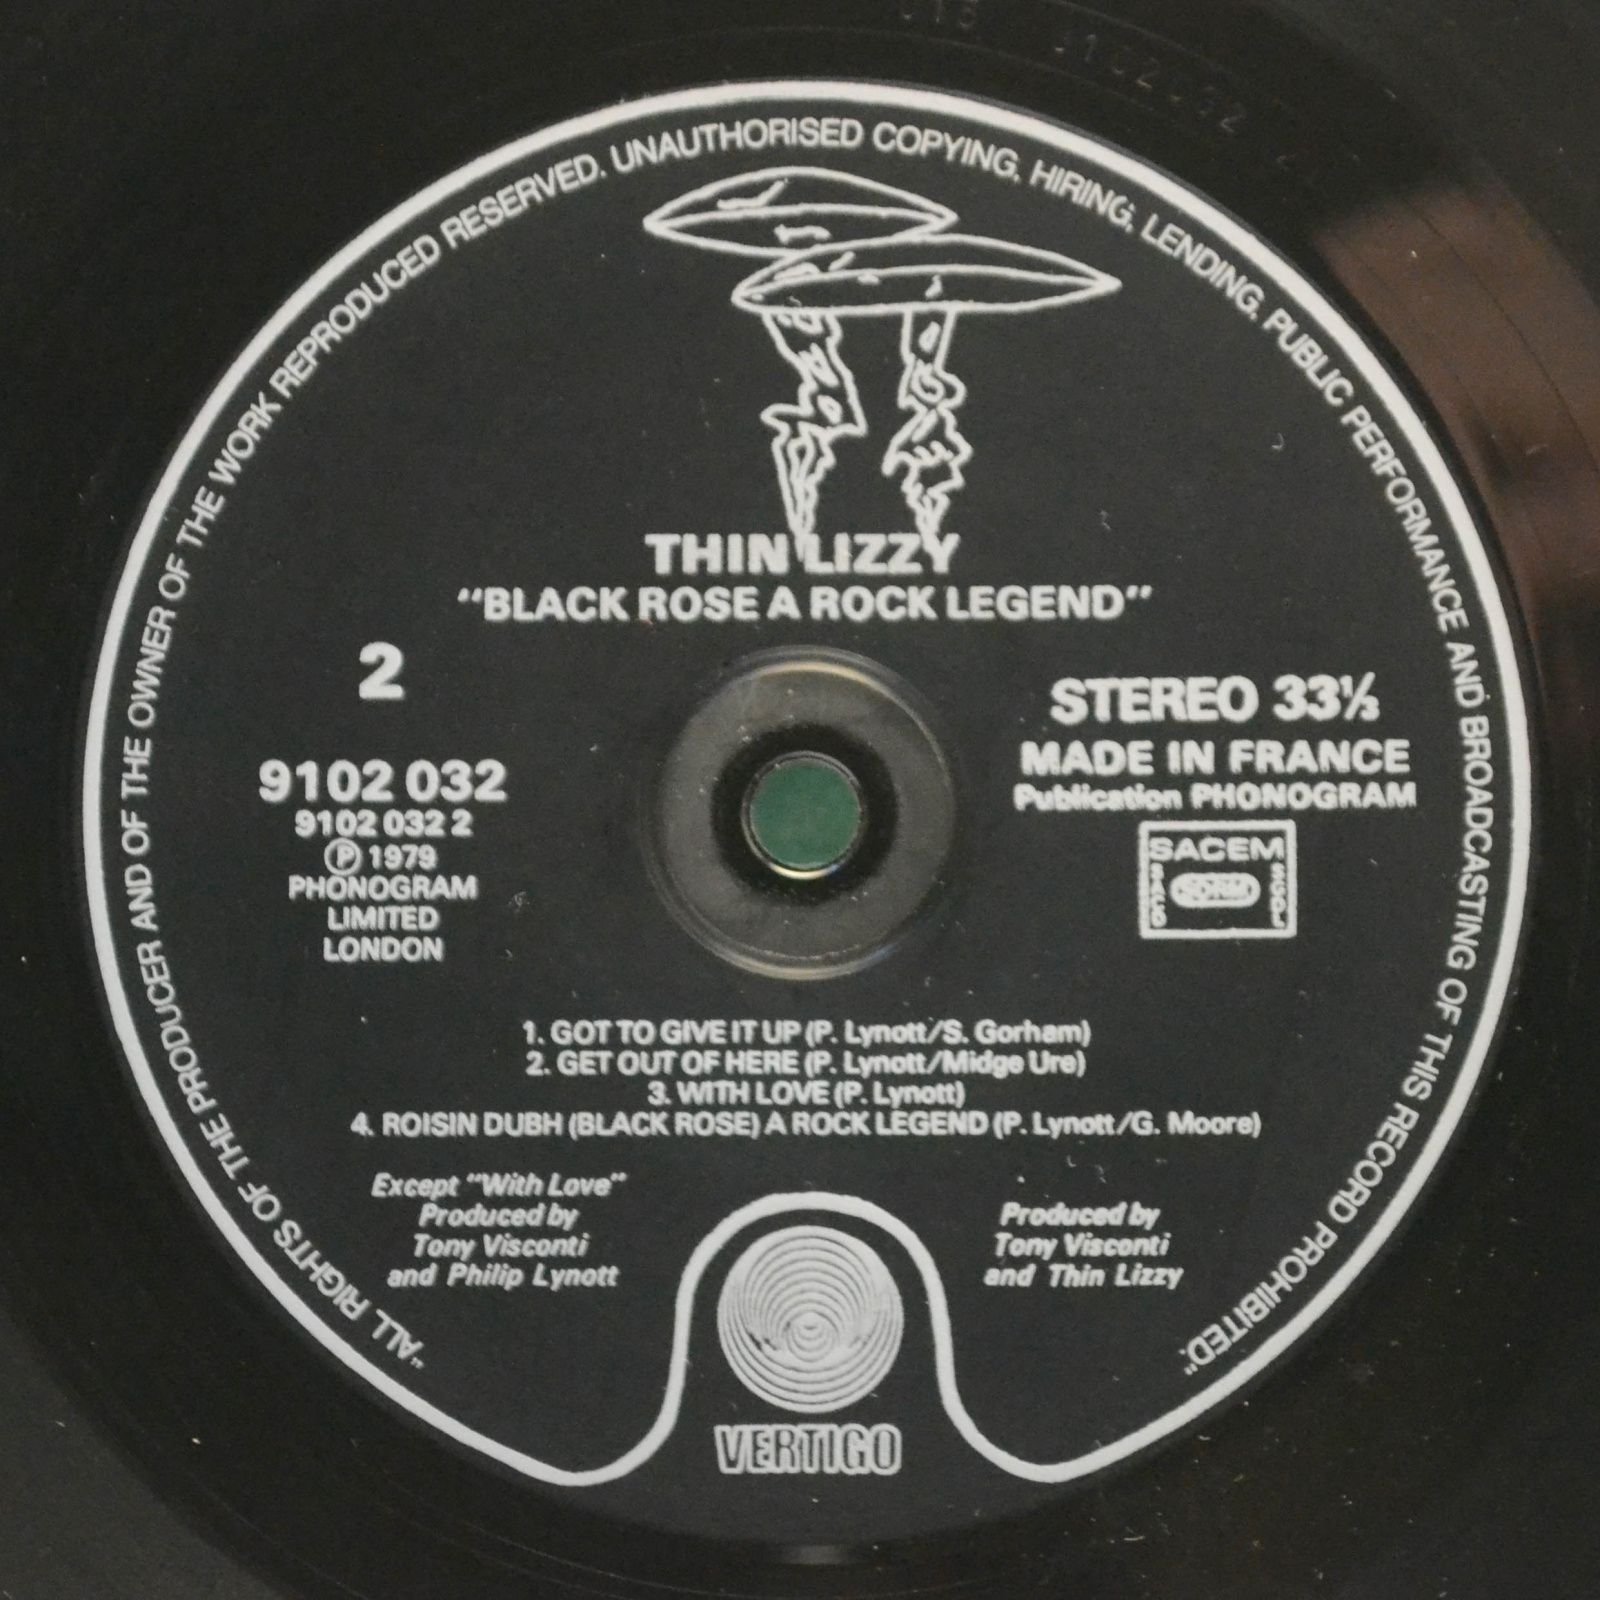 "ALL RIGHTS OF THE PRODUCER AND OF THE OWNER OF THE WORK REPRODUCED RESERVED. UNAUTHORISED COPYING, HIRING, LENDING, PUBLIC PERFORMANCE AND BROADCASTING OF THIS RECORD PROHIBITED."
THIN LIZZY
"BLACK ROSE A ROCK LEGEND"
2
9102 032
9102 032 2
Ⓟ 1979
PHONOGRAM
LIMITED
LONDON
STEREO 33⅓
MADE IN FRANCE
Publication PHONOGRAM
SACEM
SACD
SDRM
SGDL
1. GOT TO GIVE IT UP (P. Lynott/S. Gorham)
2. GET OUT OF HERE (P. Lynott/Midge Ure)
3. WITH LOVE (P. Lynott)
4. ROISIN DUBH (BLACK ROSE) A ROCK LEGEND (P. Lynott/G. Moore)
Except "With Love"
Produced by
Tony Visconti
and Philip Lynott
Produced by
Tony Visconti
and Thin Lizzy
VERTIGO